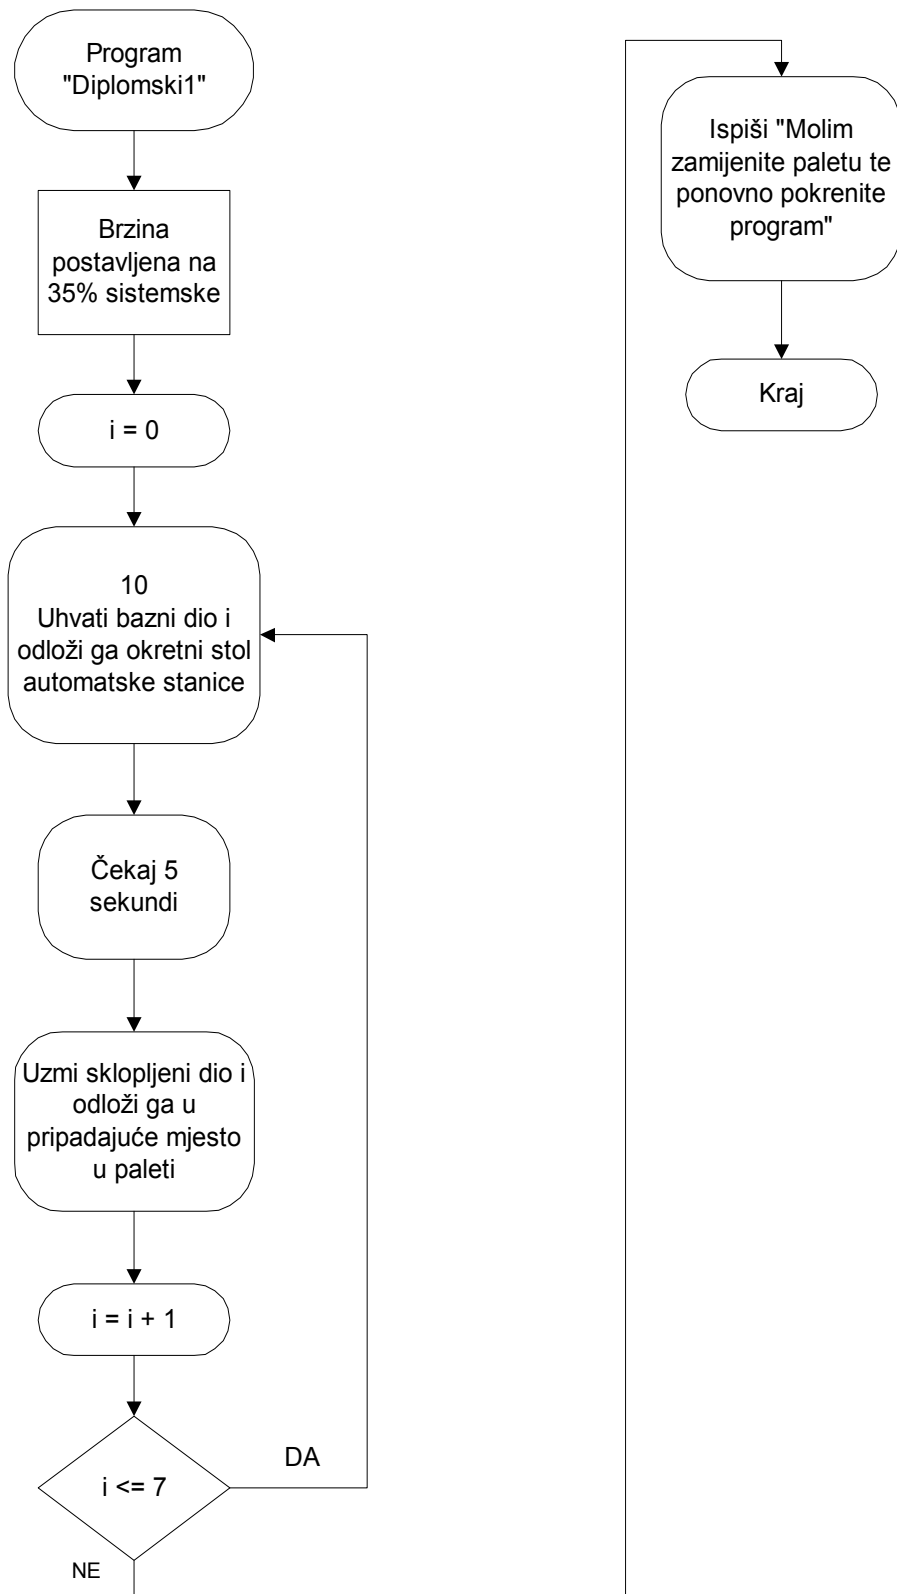 Program
"Diplomski1"
Brzina
postavljena na
35% sistemske
i = 0
10
Uhvati bazni dio i
odloži ga okretni stol
automatske stanice
Čekaj 5
sekundi
Uzmi sklopljeni dio i
odloži ga u
pripadajuće mjesto
u paleti
i = i + 1
i <= 7
DA
NE
Ispiši "Molim
zamijenite paletu te
ponovno pokrenite
program"
Kraj